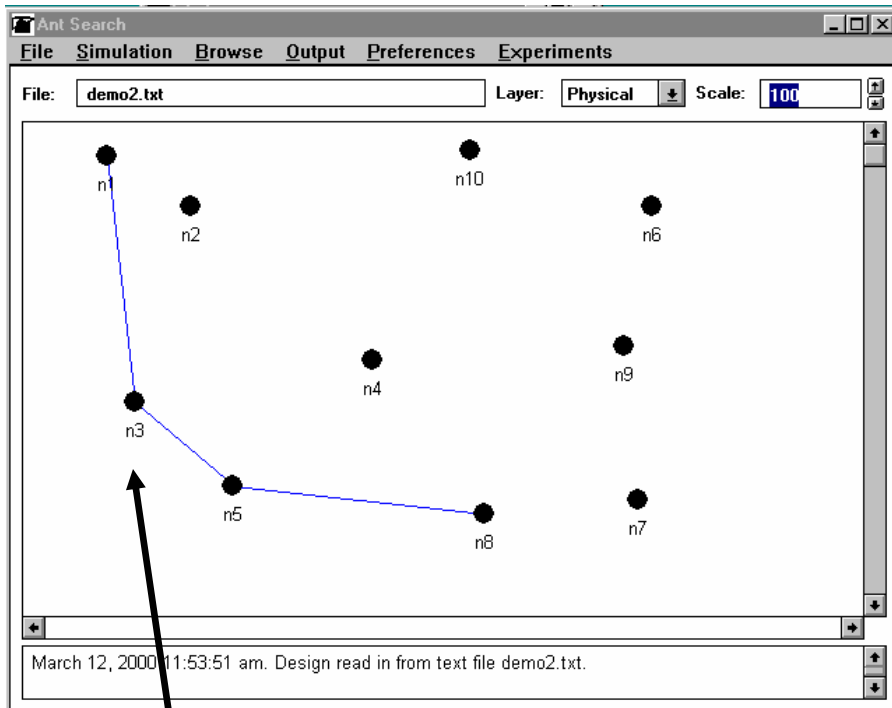 Ant Search
File Simulation Browse Output Preferences Experiments
File: demo2.txt Layer: Physical Scale: 100
n1
n10
n2
n6
n4
n9
n3
n5
n8
n7
March 12, 2000 11:53:51 am. Design read in from text file demo2.txt.